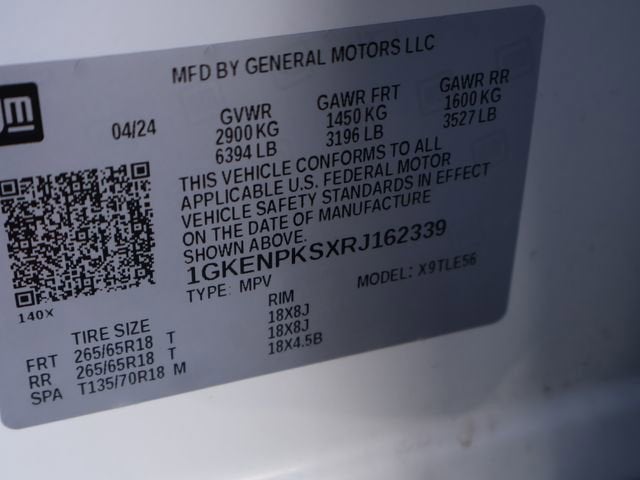 gm
MFD BY GENERAL MOTORS LLC
04/24
GVWR
2900 KG
6394 LB
GAWR FRT
1450 KG
3196 LB
GAWR RR
1600 KG
3527 LB
THIS VEHICLE CONFORMS TO ALL
APPLICABLE U.S. FEDERAL MOTOR
VEHICLE SAFETY STANDARDS IN EFFECT
ON THE DATE OF MANUFACTURE
SHOWN ABOVE.
1GKENPKSXRJ162339
TYPE: MPV
MODEL: X9TLE56
140X
TIRE SIZE
RIM
FRT 265/65R18 T 18X8J
RR 265/65R18 T 18X8J
SPA T135/70R18 M 18X4.5B